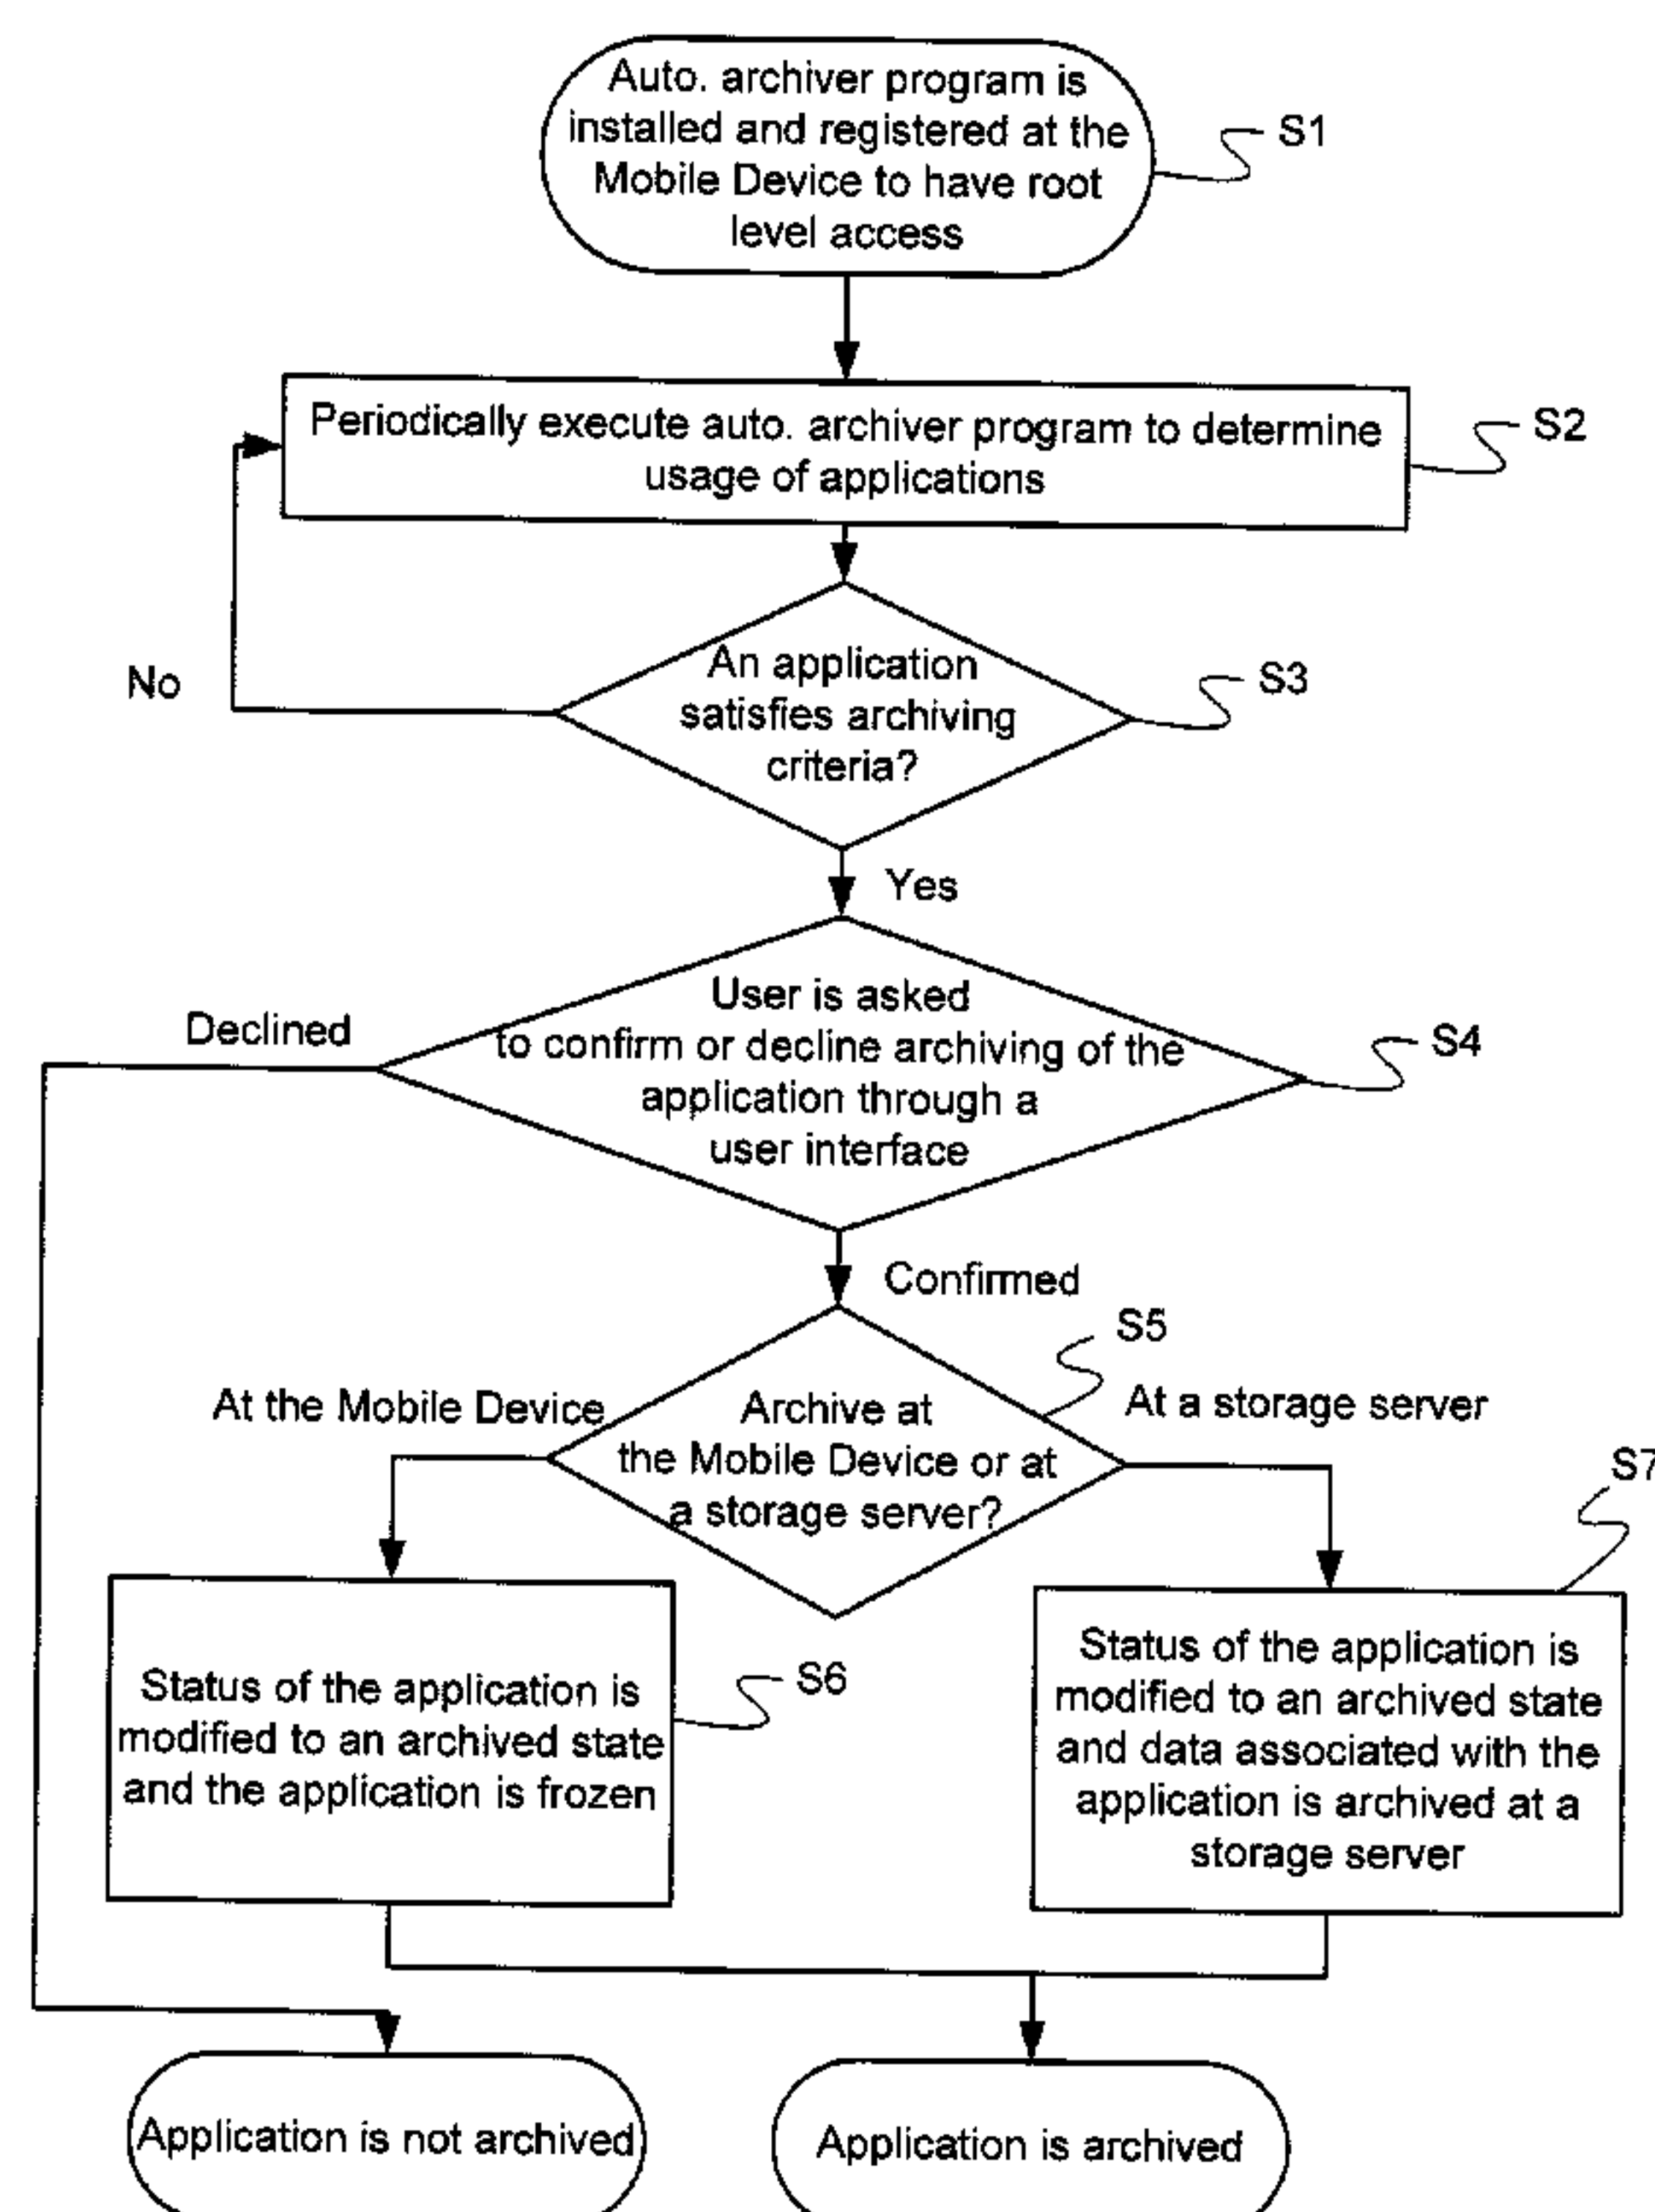 Auto. archiver program is
installed and registered at the
Mobile Device to have root
level access
S1
Periodically execute auto. archiver program to determine
usage of applications
S2
An application
satisfies archiving
criteria?
S3
No
Yes
User is asked
to confirm or decline archiving of the
application through a
user interface
S4
Declined
Confirmed
S5
At the Mobile Device
Archive at
the Mobile Device or at
a storage server?
At a storage server
S7
Status of the application is
modified to an archived state
and the application is frozen
S6
Status of the application is
modified to an archived state
and data associated with the
application is archived at a
storage server
Application is not archived
Application is archived